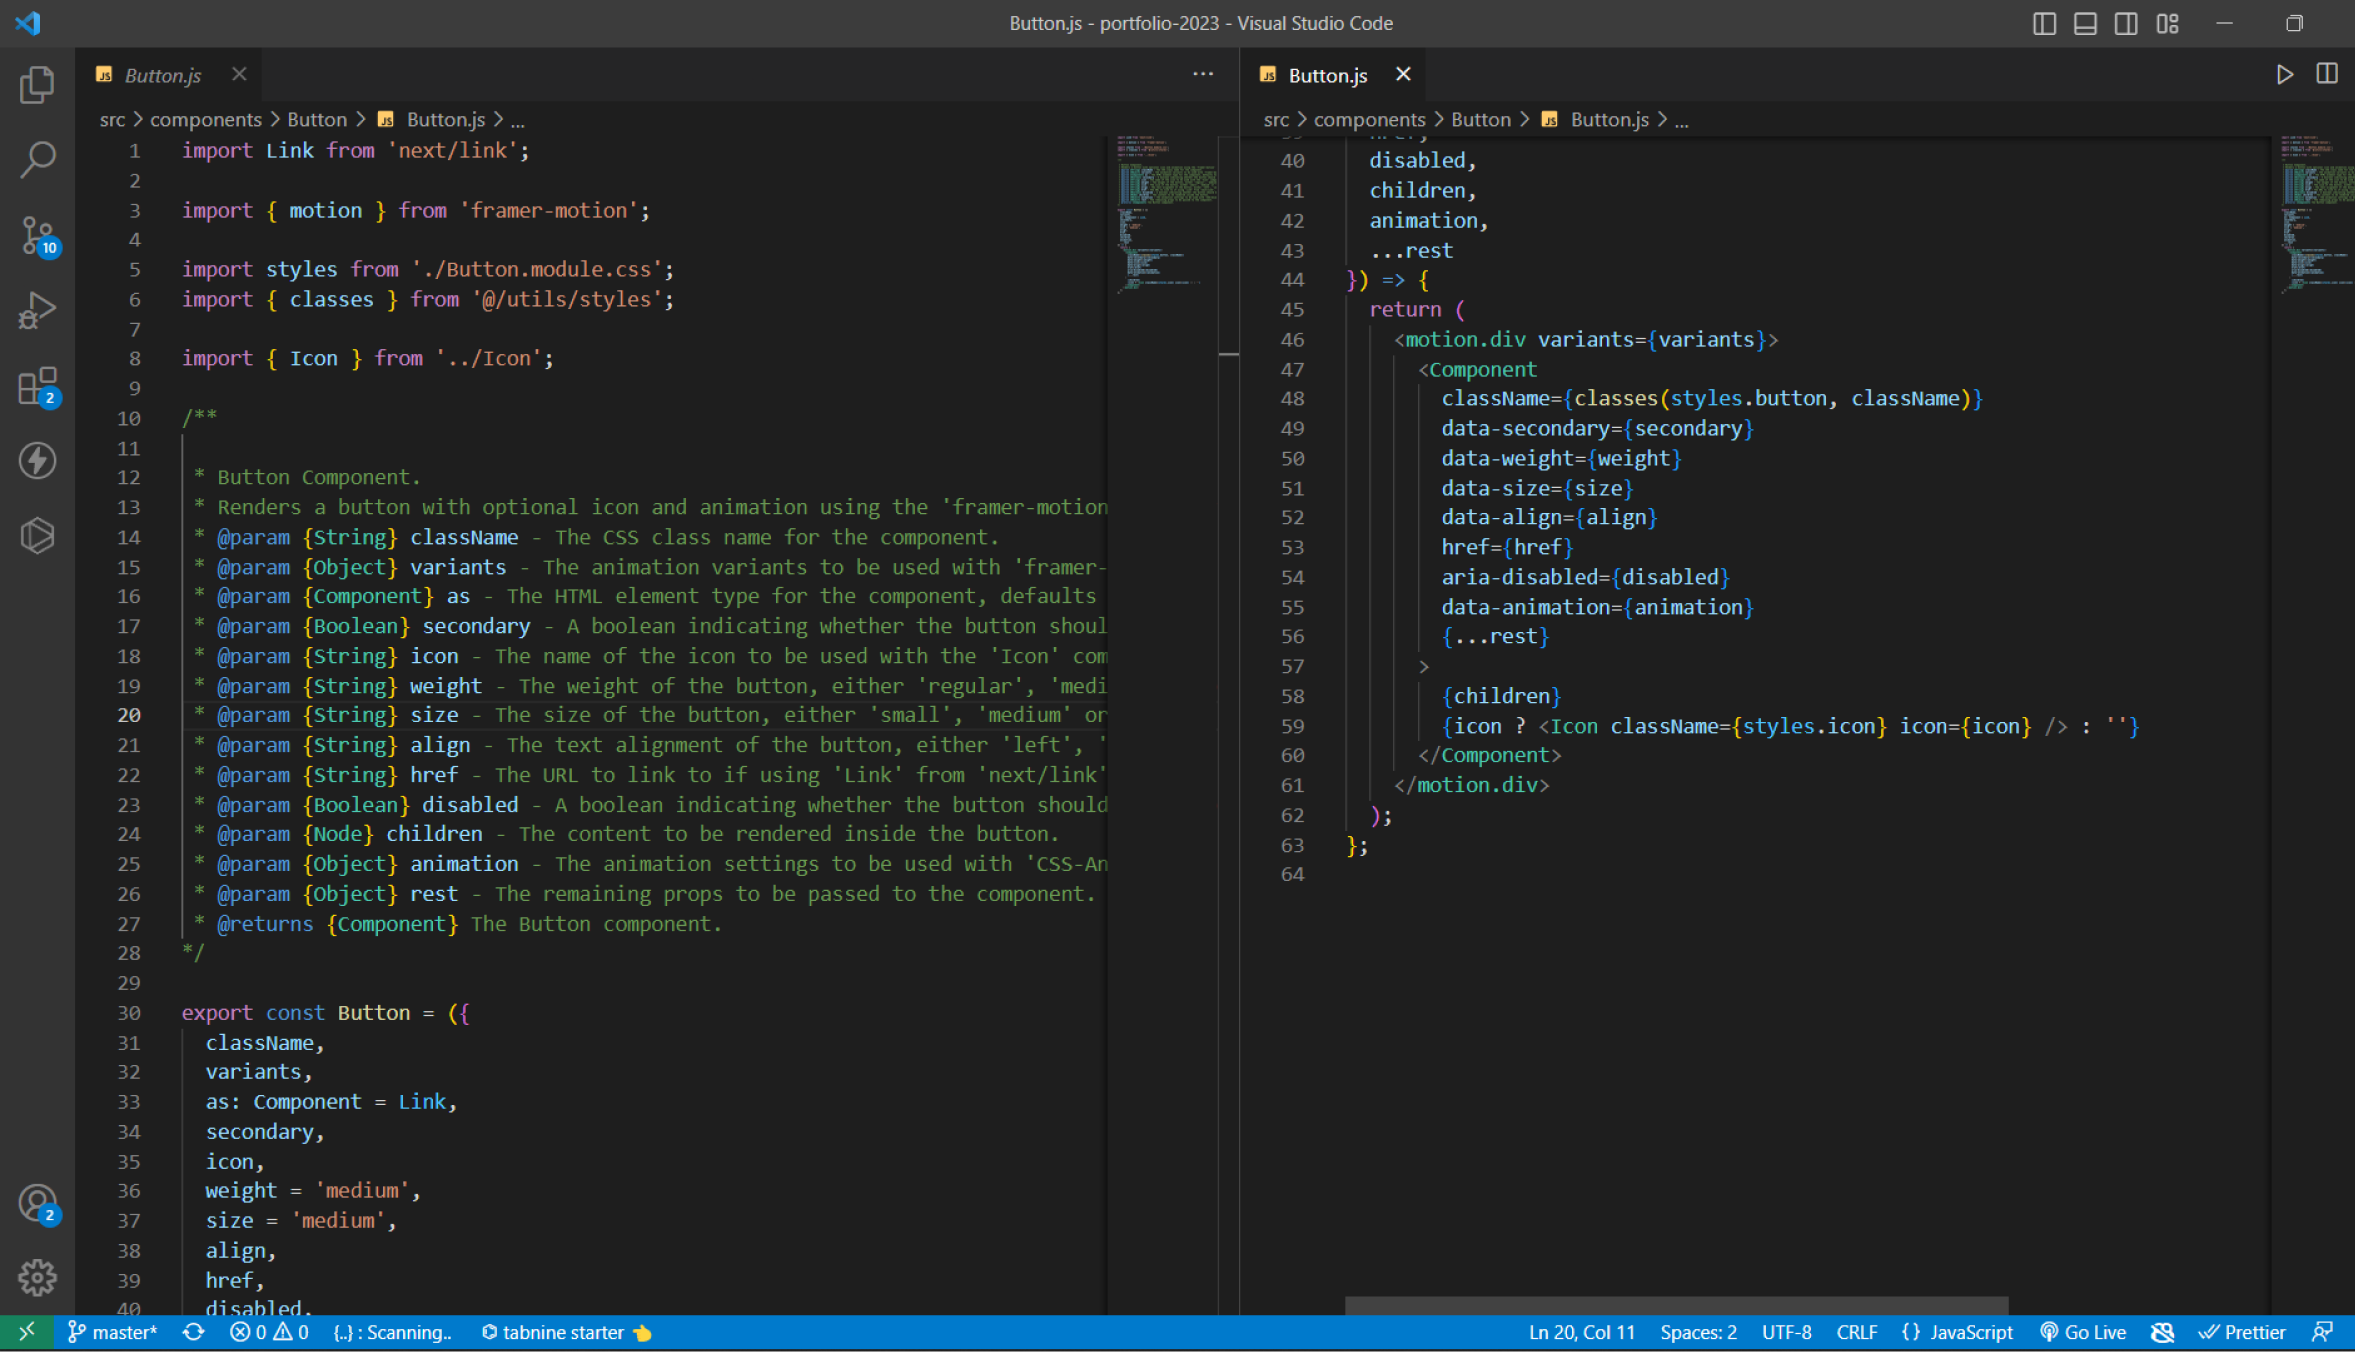 Button.js - portfolio-2023 - Visual Studio Code
Button.js
src > components > Button > JS Button.js > ...
1 import Link from 'next/link';
2
3 import { motion } from 'framer-motion';
4
5 import styles from './Button.module.css';
6 import { classes } from '@/utils/styles';
7
8 import { Icon } from '../Icon';
9
10 /**
11
12 * Button Component.
13 * Renders a button with optional icon and animation using the 'framer-motion
14 * @param {String} className - The CSS class name for the component.
15 * @param {Object} variants - The animation variants to be used with 'framer-
16 * @param {Component} as - The HTML element type for the component, defaults
17 * @param {Boolean} secondary - A boolean indicating whether the button shoul
18 * @param {String} icon - The name of the icon to be used with the 'Icon' com
19 * @param {String} weight - The weight of the button, either 'regular', 'medi
20 * @param {String} size - The size of the button, either 'small', 'medium' or
21 * @param {String} align - The text alignment of the button, either 'left', '
22 * @param {String} href - The URL to link to if using 'Link' from 'next/link'
23 * @param {Boolean} disabled - A boolean indicating whether the button should
24 * @param {Node} children - The content to be rendered inside the button.
25 * @param {Object} animation - The animation settings to be used with 'CSS-An
26 * @param {Object} rest - The remaining props to be passed to the component.
27 * @returns {Component} The Button component.
28 */
29
30 export const Button = ({
31 className,
32 variants,
33 as: Component = Link,
34 secondary,
35 icon,
36 weight = 'medium',
37 size = 'medium',
38 align,
39 href,
40 disabled,
Button.js
src > components > Button > JS Button.js > ...
39 href,
40 disabled,
41 children,
42 animation,
43 ...rest
44 }) => {
45 return (
46 <motion.div variants={variants}>
47 <Component
48 className={classes(styles.button, className)}
49 data-secondary={secondary}
50 data-weight={weight}
51 data-size={size}
52 data-align={align}
53 href={href}
54 aria-disabled={disabled}
55 data-animation={animation}
56 {...rest}
57 >
58 {children}
59 {icon ? <Icon className={styles.icon} icon={icon} /> : ''}
60 </Component>
61 </motion.div>
62 );
63 };
64
10
2
2
master* 0 0 {..} : Scanning.. tabnine starter Ln 20, Col 11 Spaces: 2 UTF-8 CRLF {} JavaScript Go Live Prettier